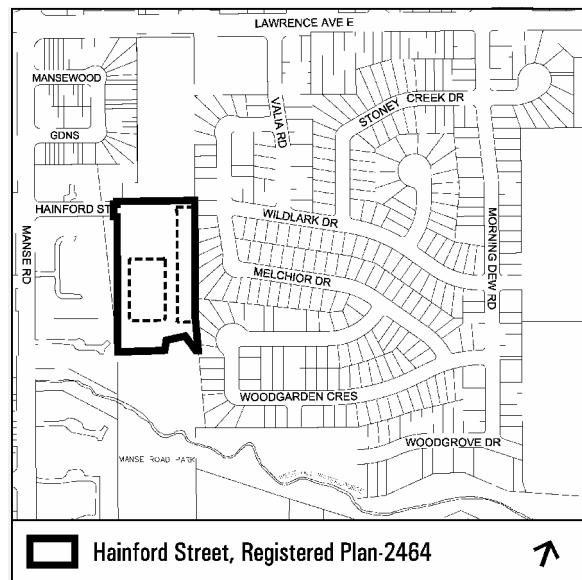 LAWRENCE AVE E
MANSEWOOD
GDNS
VALIA RD
STONEY CREEK DR
HAINFORD ST
WILDLARK DR
MANSE RD
MORNING DEW RD
MELCHIOR DR
WOODGARDEN CRES
WOODGROVE DR
MANSE ROAD PARK
Hainford Street, Registered Plan-2464